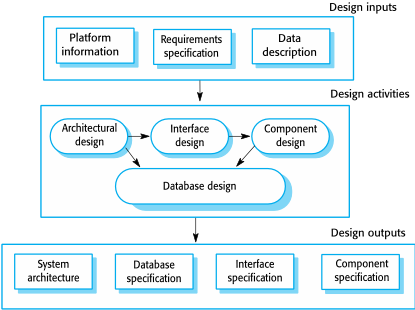 Design inputs
Platform
information
Requirements
specification
Data
description
Design activities
Architectural
design
Interface
design
Component
design
Database design
Design outputs
System
architecture
Database
specification
Interface
specification
Component
specification